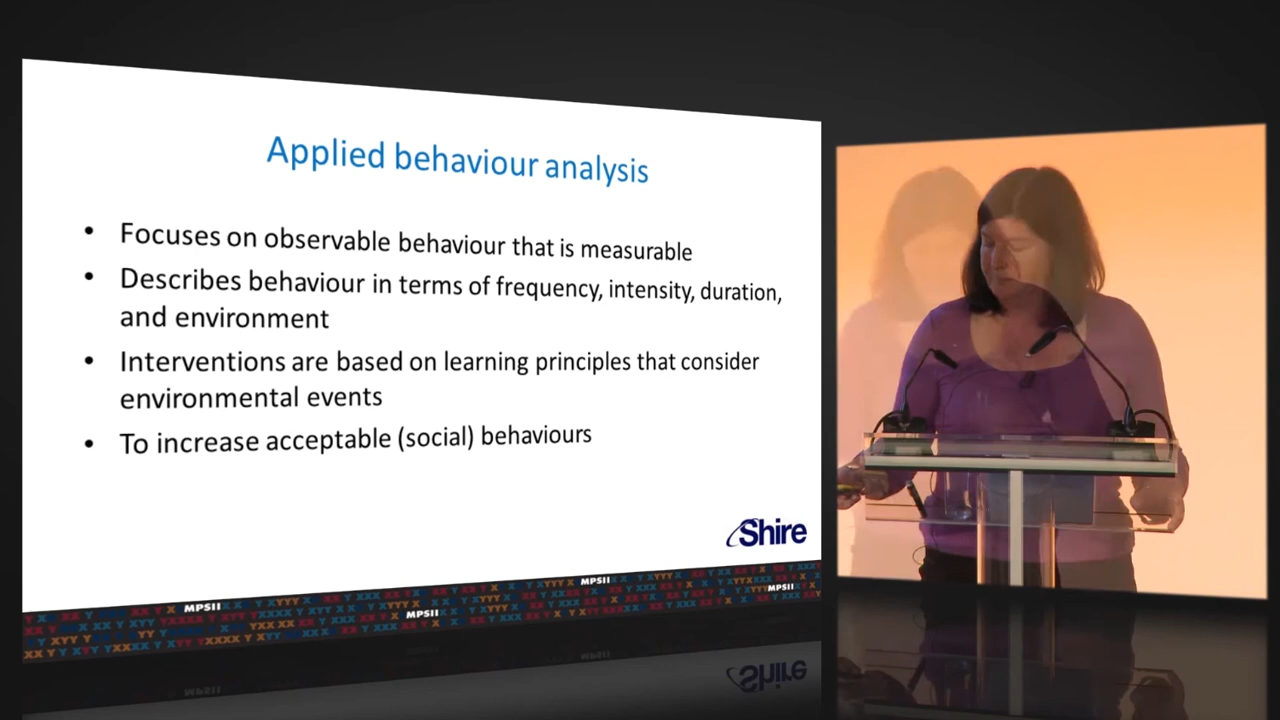 Applied behaviour analysis
• Focuses on observable behaviour that is measurable
• Describes behaviour in terms of frequency, intensity, duration,
and environment
• Interventions are based on learning principles that consider
environmental events
• To increase acceptable (social) behaviours
Shire
MPSII
MPSII
MPSII